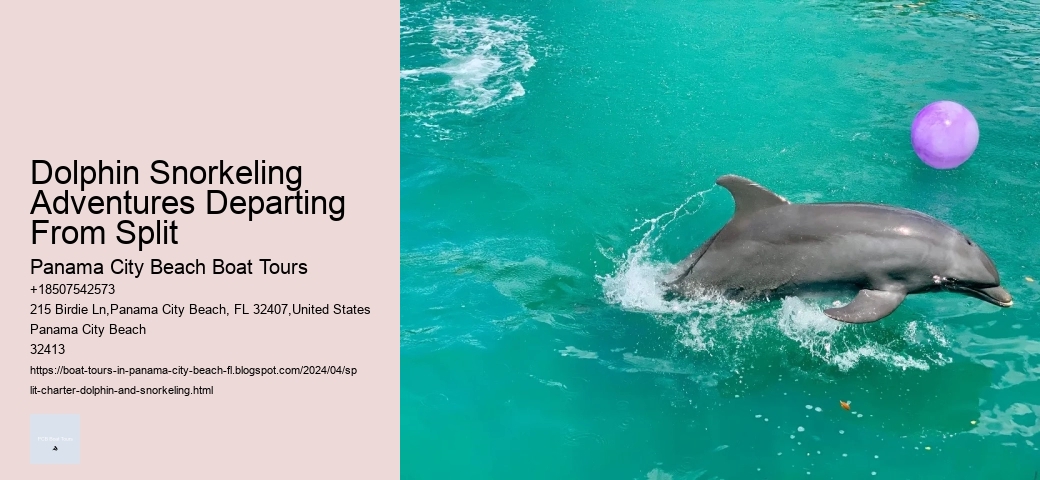 Dolphin Snorkeling
Adventures Departing
From Split
Panama City Beach Boat Tours
+18507542573
215 Birdie Ln,Panama City Beach, FL 32407,United States
Panama City Beach
32413
https://boat-tours-in-panama-city-beach-fl.blogspot.com/2024/04/sp
lit-charter-dolphin-and-snorkeling.html